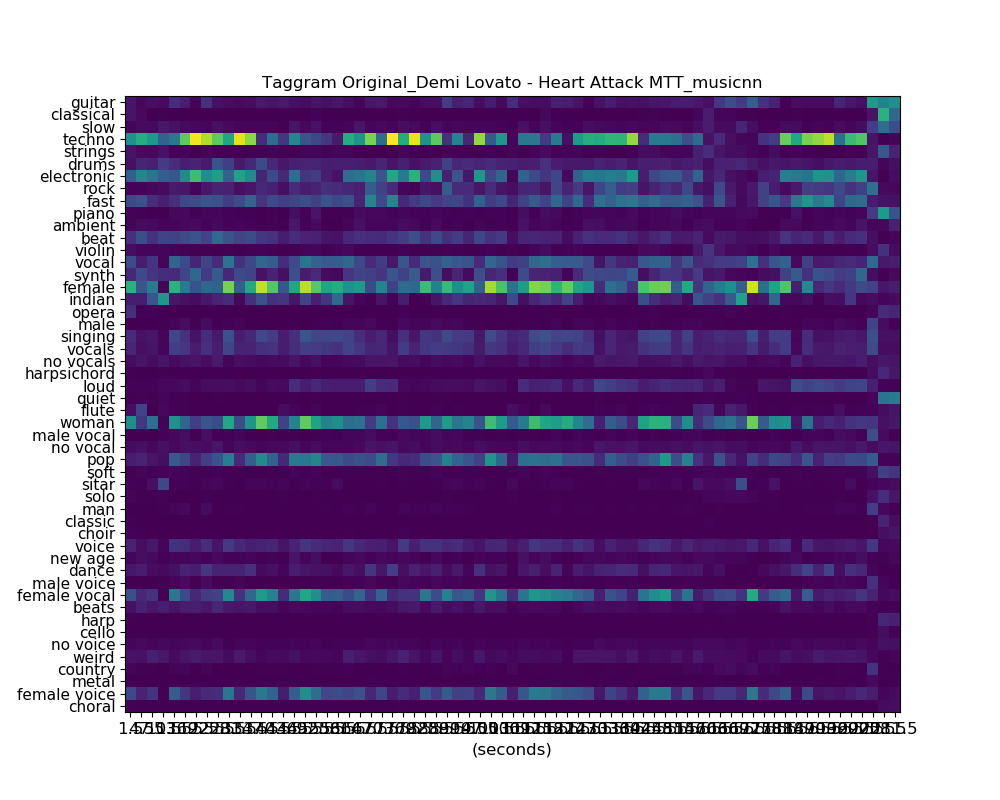 Taggram Original_Demi Lovato - Heart Attack MTT_musicnn
guitar
classical
slow
techno
strings
drums
electronic
rock
fast
piano
ambient
beat
violin
vocal
synth
female
indian
opera
male
singing
vocals
no vocals
harpsichord
loud
quiet
flute
woman
male vocal
no vocal
pop
soft
sitar
solo
man
classic
choir
voice
new age
dance
male voice
female vocal
beats
harp
cello
no voice
weird
country
metal
female voice
choral
(seconds)